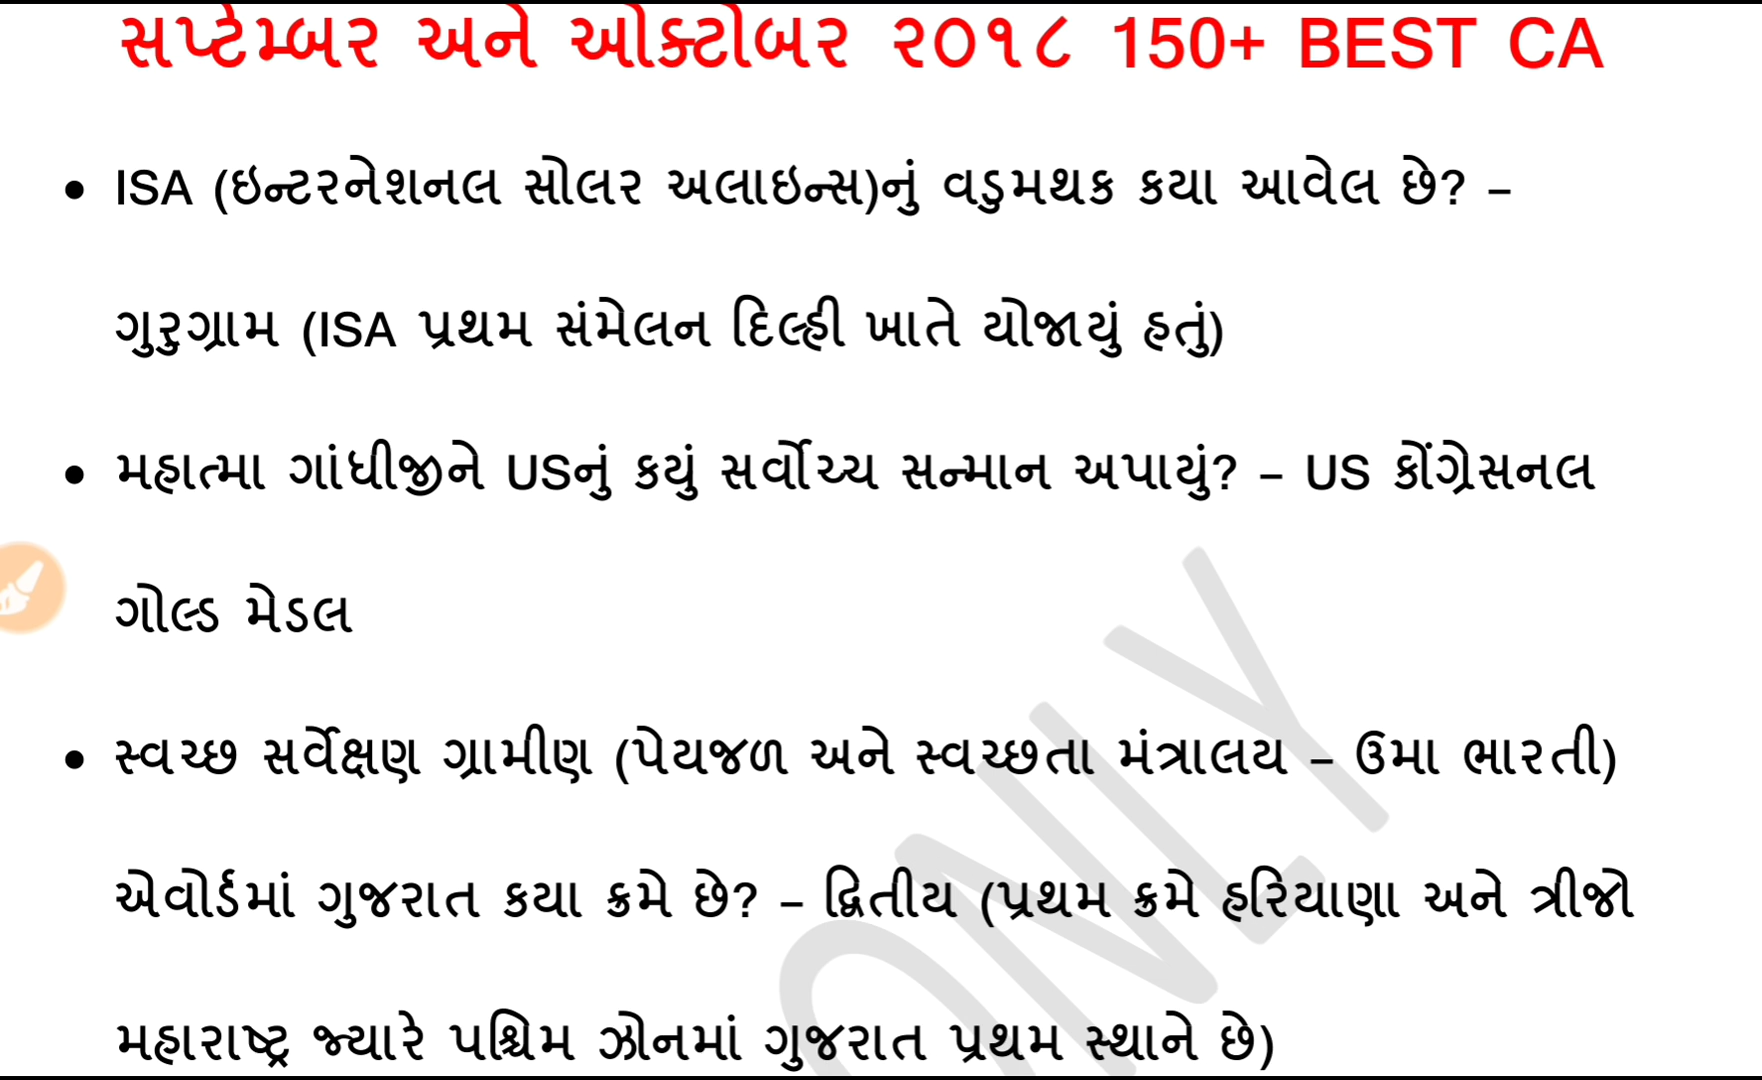 સપ્ટેમ્બર અને ઓક્ટોબર ૨૦૧૮ 150+ BEST CA
• ISA (ઇન્ટરનેશનલ સોલર અલાઇન્સ)નું વડુમથક કયા આવેલ છે? –
ગુરુગ્રામ (ISA પ્રથમ સંમેલન દિલ્હી ખાતે યોજાયું હતું)
• મહાત્મા ગાંધીજીને USનું કયું સર્વોચ્ચ સન્માન અપાયું? – US કોંગ્રેસનલ
ગોલ્ડ મેડલ
• સ્વચ્છ સર્વેક્ષણ ગ્રામીણ (પેયજળ અને સ્વચ્છતા મંત્રાલય – ઉમા ભારતી)
એવોર્ડમાં ગુજરાત કયા ક્રમે છે? – દ્વિતીય (પ્રથમ ક્રમે હરિયાણા અને ત્રીજો
મહારાષ્ટ્ર જ્યારે પશ્ચિમ ઝોનમાં ગુજરાત પ્રથમ સ્થાને છે)
ONLY